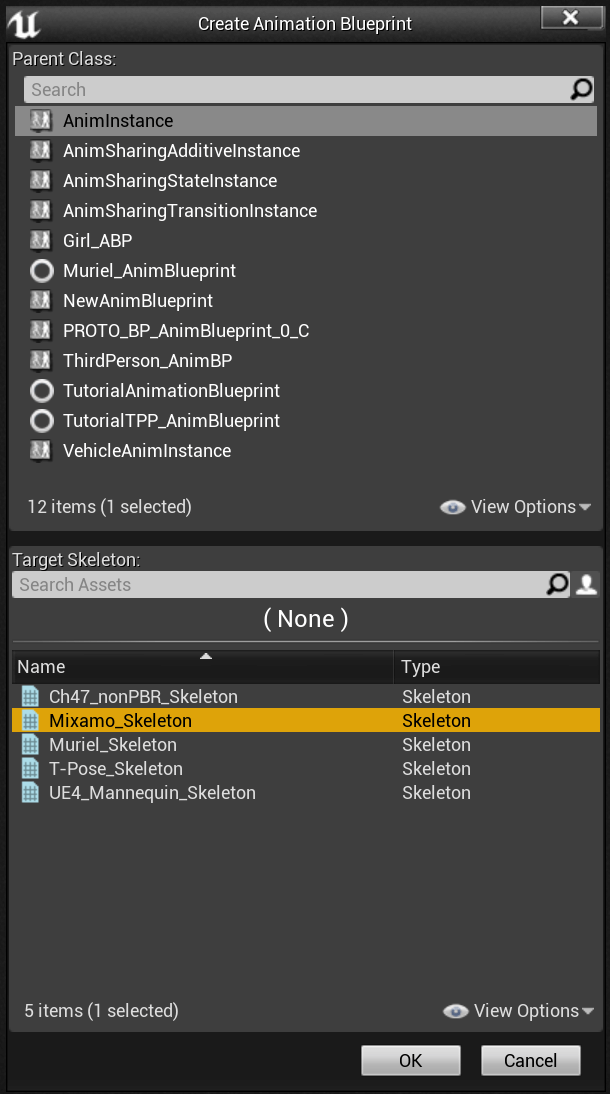 Create Animation Blueprint
Parent Class:
Search
AnimInstance
AnimSharingAdditiveInstance
AnimSharingStateInstance
AnimSharingTransitionInstance
Girl_ABP
Muriel_AnimBlueprint
NewAnimBlueprint
PROTO_BP_AnimBlueprint_0_C
ThirdPerson_AnimBP
TutorialAnimationBlueprint
TutorialTPP_AnimBlueprint
VehicleAnimInstance
12 items (1 selected) View Options
Target Skeleton:
Search Assets
( None )
Name Type
Ch47_nonPBR_Skeleton Skeleton
Mixamo_Skeleton Skeleton
Muriel_Skeleton Skeleton
T-Pose_Skeleton Skeleton
UE4_Mannequin_Skeleton Skeleton
5 items (1 selected) View Options
OK Cancel